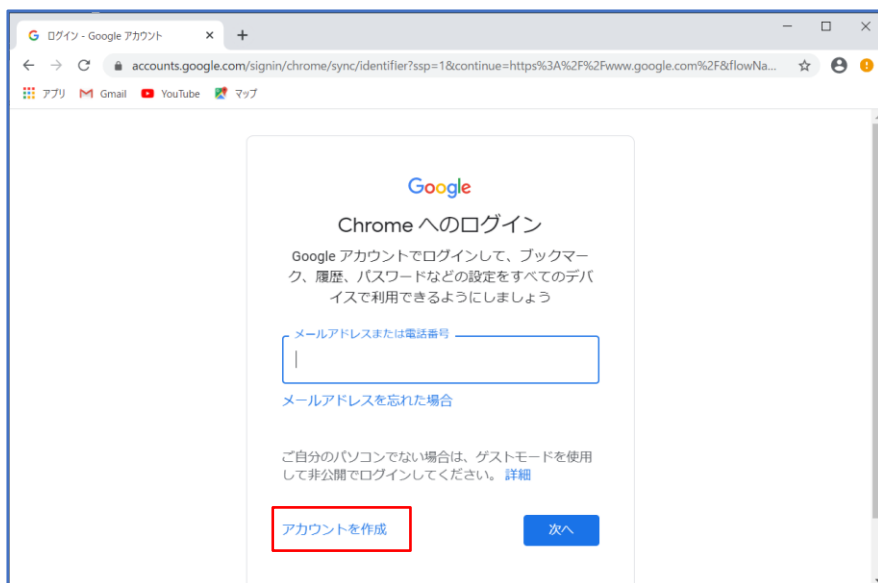 ログイン - Google アカウント
accounts.google.com/signin/chrome/sync/identifier?ssp=1&continue=https%3A%2F%2Fwww.google.com%2F&flowNa...
アプリ Gmail YouTube マップ
Google
Chrome へのログイン
Google アカウントでログインして、ブックマー
ク、履歴、パスワードなどの設定をすべてのデバ
イスで利用できるようにしましょう
メールアドレスまたは電話番号
メールアドレスを忘れた場合
ご自分のパソコンでない場合は、ゲストモードを使用
して非公開でログインしてください。 詳細
アカウントを作成 次へ